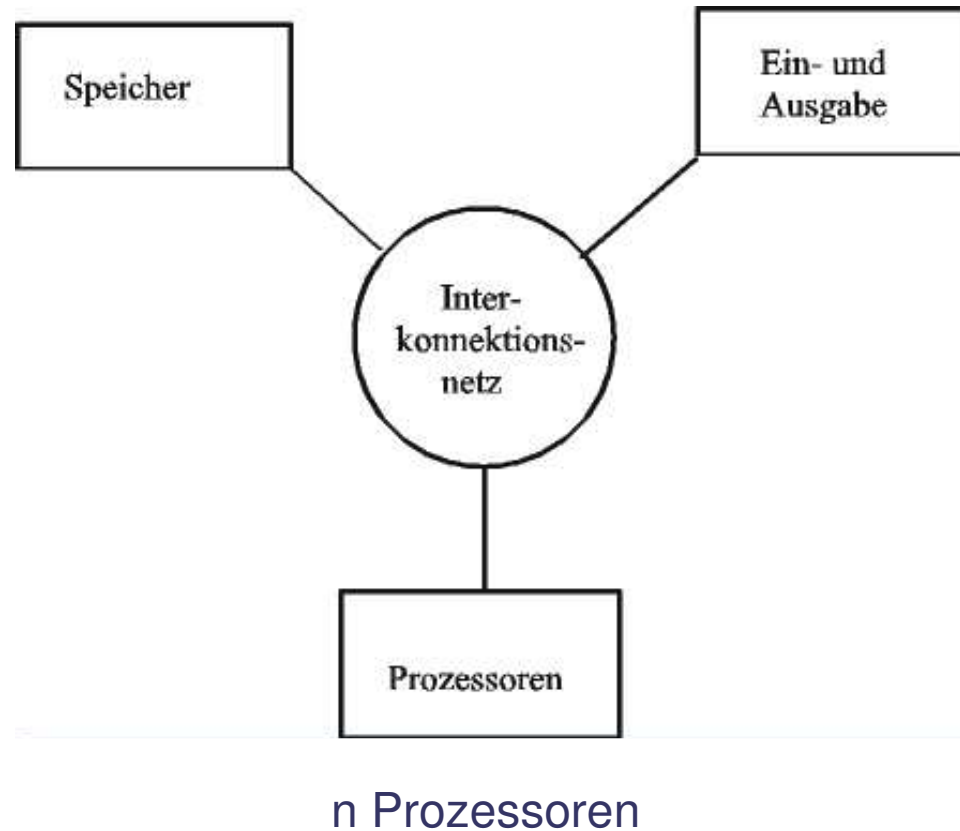 Speicher
Ein- und
Ausgabe
Inter-
konnektions-
netz
Prozessoren
n Prozessoren